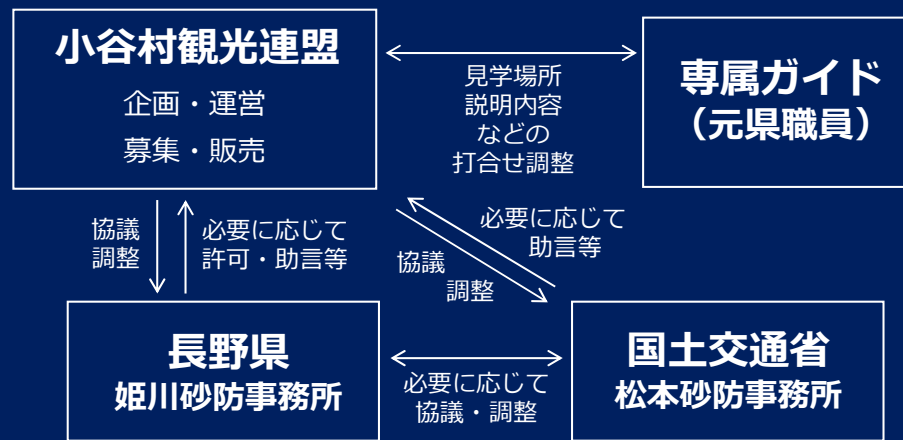 小谷村観光連盟
企画・運営
募集・販売
見学場所
説明内容
などの
打合せ調整
専属ガイド
（元県職員）
協議
調整
必要に応じて
許可・助言等
協議
調整
必要に応じて
助言等
長野県
姫川砂防事務所
必要に応じて
協議・調整
国土交通省
松本砂防事務所